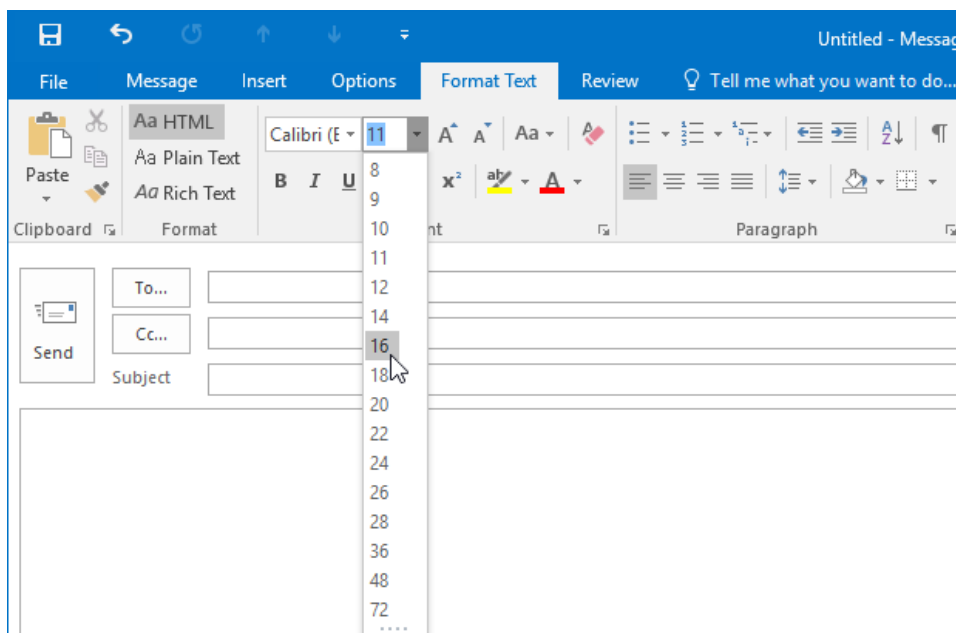 Untitled - Messag
File Message Insert Options Format Text Review Tell me what you want to do...
Aa HTML
Calibri (E 11 A A Aa
Aa Plain Text
Paste
B I U x² ab A
Aa Rich Text
Clipboard Format nt Paragraph
8
9
10
11
12
14
16
18
20
22
24
26
28
36
48
72
To...
Cc...
Send
Subject